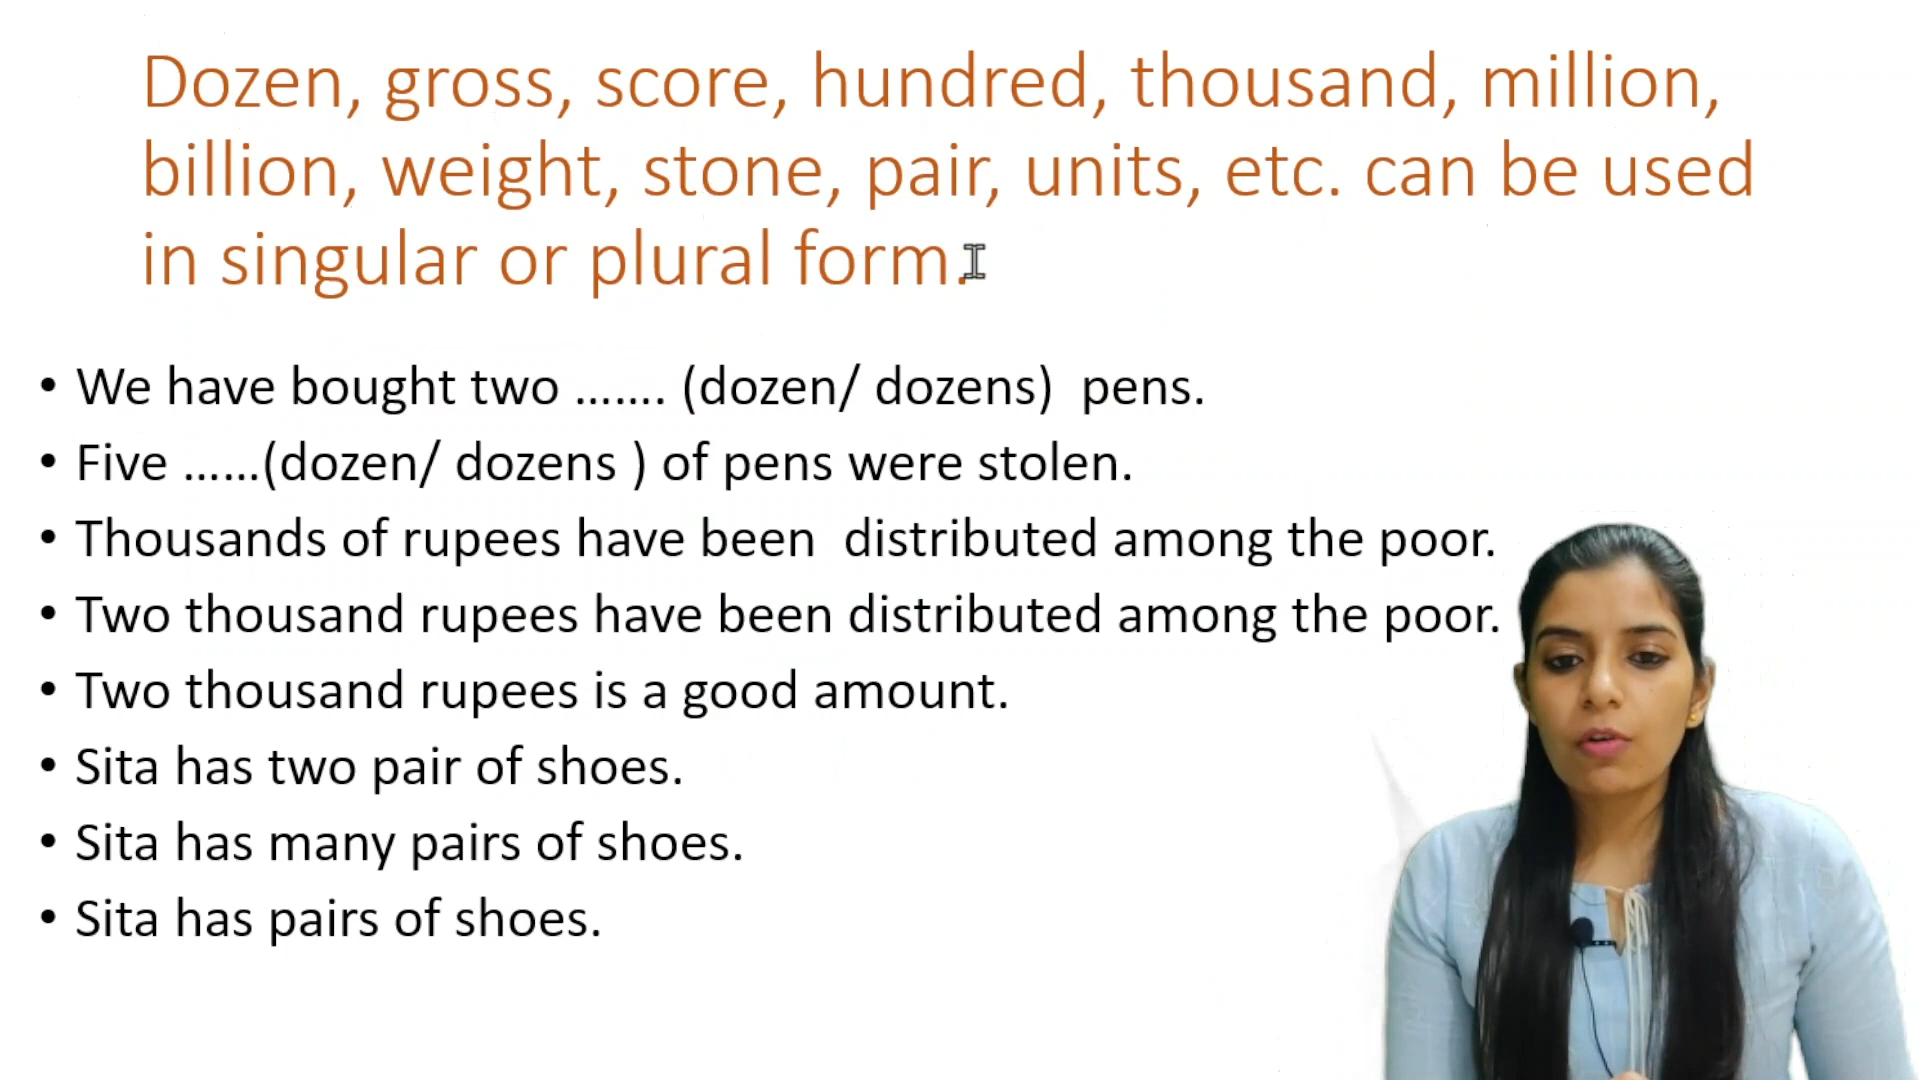 Dozen, gross, score, hundred, thousand, million,
billion, weight, stone, pair, units, etc. can be used
in singular or plural form.
• We have bought two ....... (dozen/ dozens)  pens.
• Five ......(dozen/ dozens ) of pens were stolen.
• Thousands of rupees have been  distributed among the poor.
• Two thousand rupees have been distributed among the poor.
• Two thousand rupees is a good amount.
• Sita has two pair of shoes.
• Sita has many pairs of shoes.
• Sita has pairs of shoes.